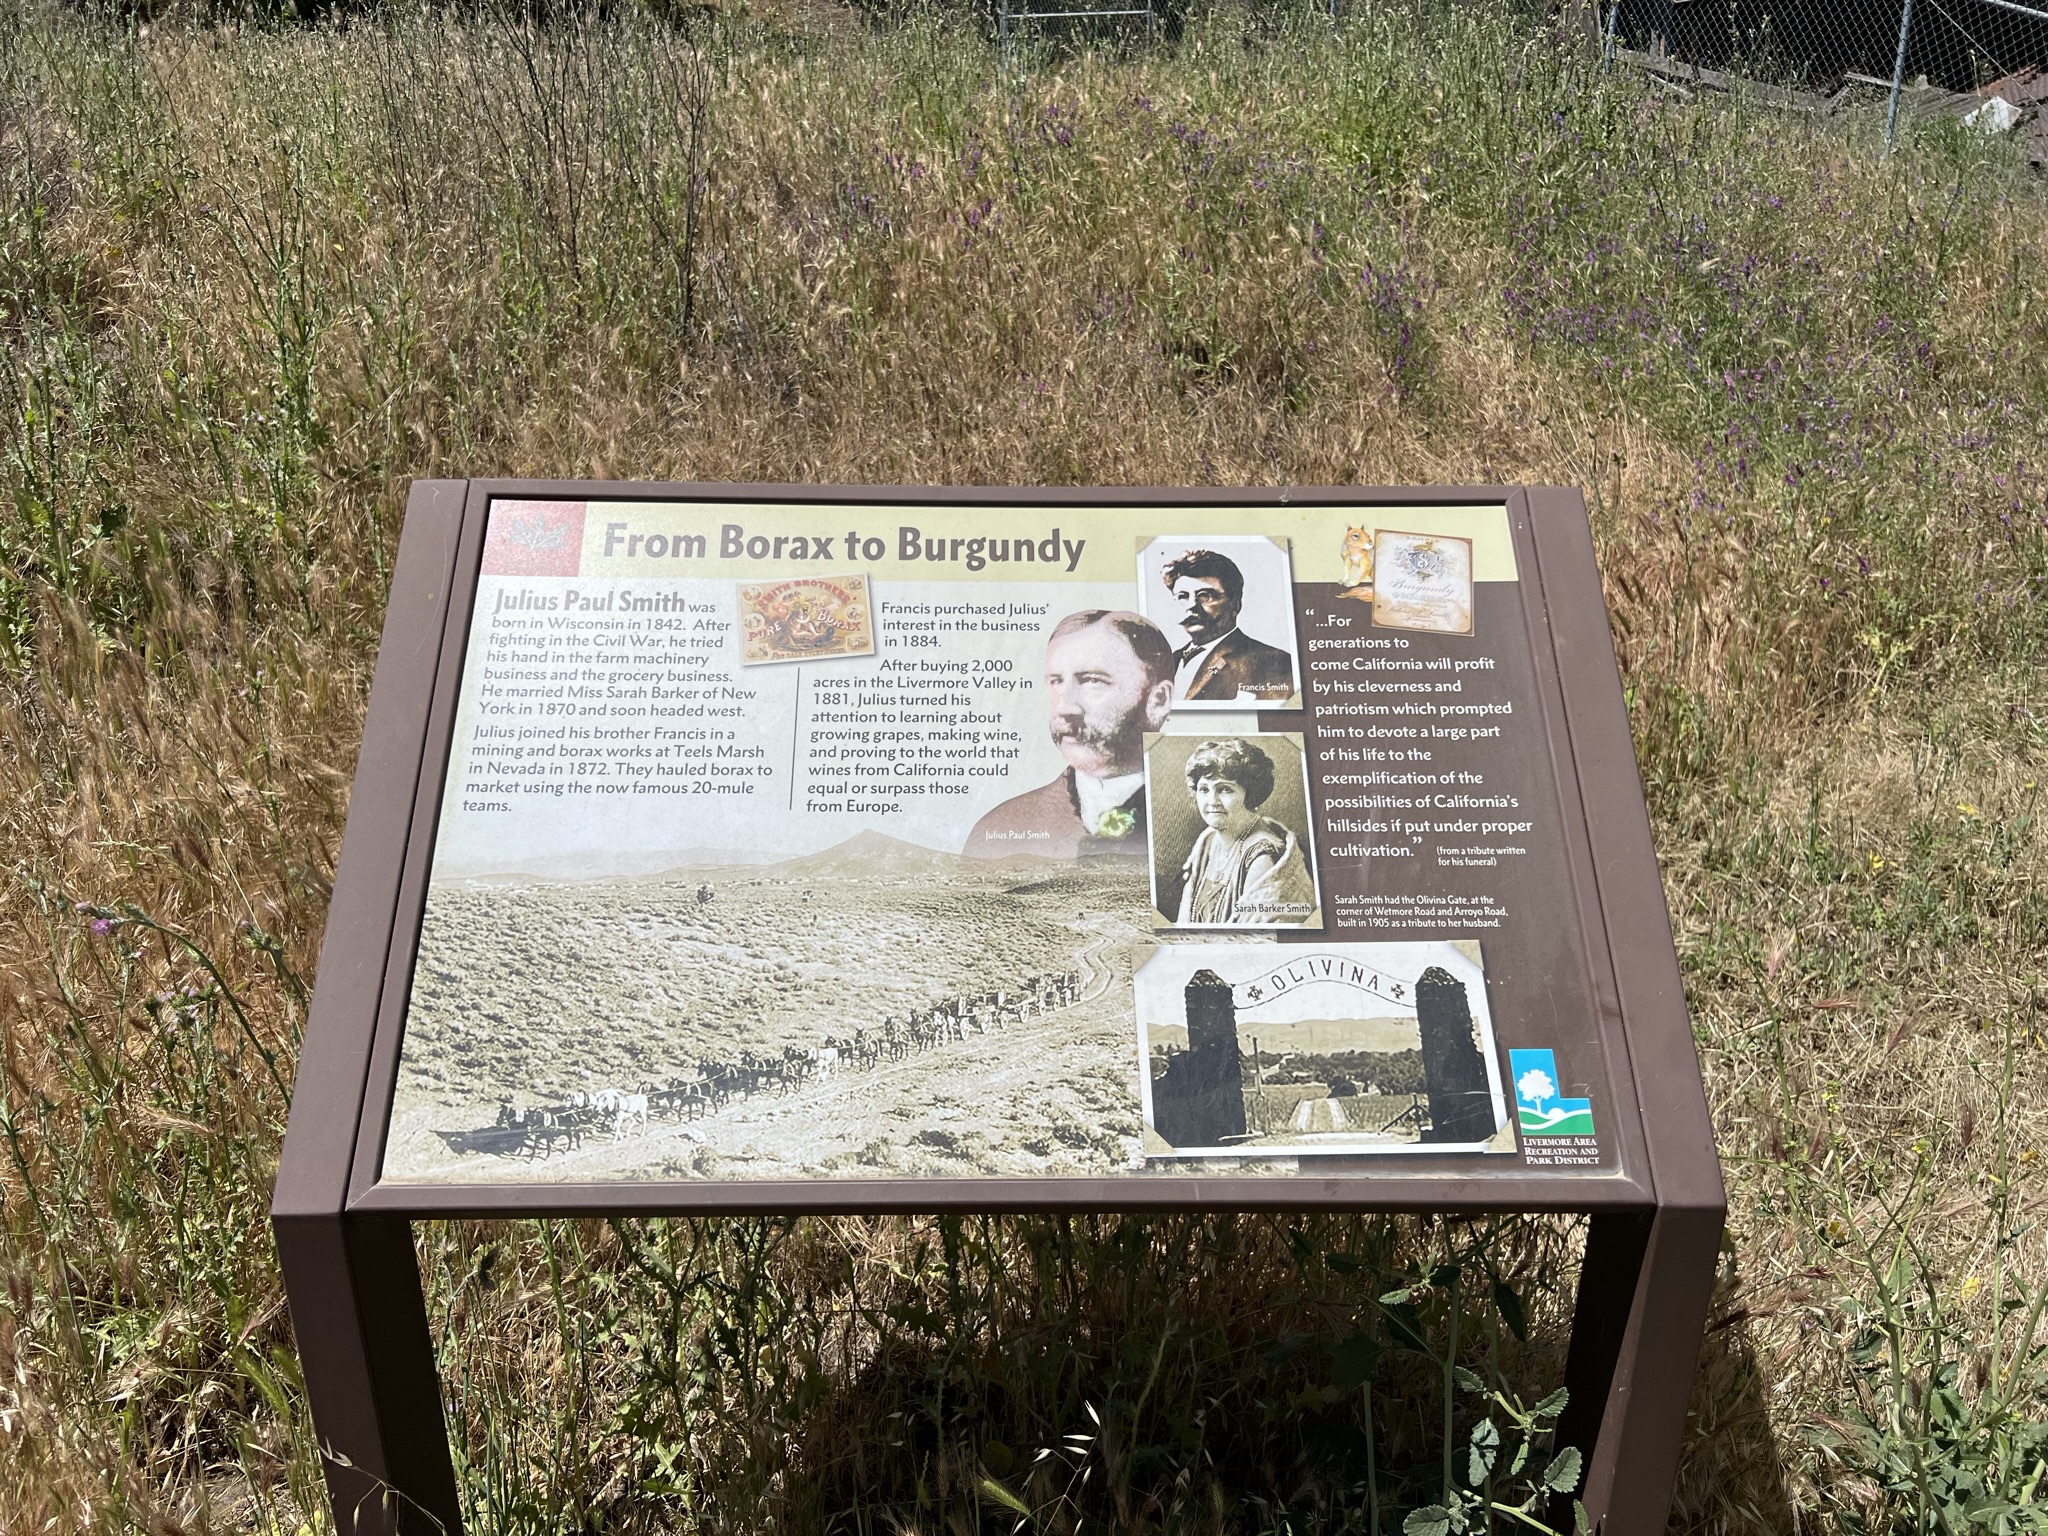 From Borax to Burgundy
Julius Paul Smith was
born in Wisconsin in 1842. After
fighting in the Civil War, he tried
his hand in the farm machinery
business and the grocery business.
He married Miss Sarah Barker of New
York in 1870 and soon headed west.
Julius joined his brother Francis in a
mining and borax works at Teels Marsh
in Nevada in 1872. They hauled borax to
market using the now famous 20-mule
teams.
SMITH BROTHERS
PURE BORAX
Francis purchased Julius'
interest in the business
in 1884.
After buying 2,000
acres in the Livermore Valley in
1881, Julius turned his
attention to learning about
growing grapes, making wine,
and proving to the world that
wines from California could
equal or surpass those
from Europe.
Julius Paul Smith
Francis Smith
Sarah Barker Smith
Burgundy
"...For
generations to
come California will profit
by his cleverness and
patriotism which prompted
him to devote a large part
of his life to the
exemplification of the
possibilities of California's
hillsides if put under proper
cultivation." (from a tribute written
for his funeral)
Sarah Smith had the Olivina Gate, at the
corner of Wetmore Road and Arroyo Road,
built in 1905 as a tribute to her husband.
OLIVINA
LIVERMORE AREA
RECREATION AND
PARK DISTRICT